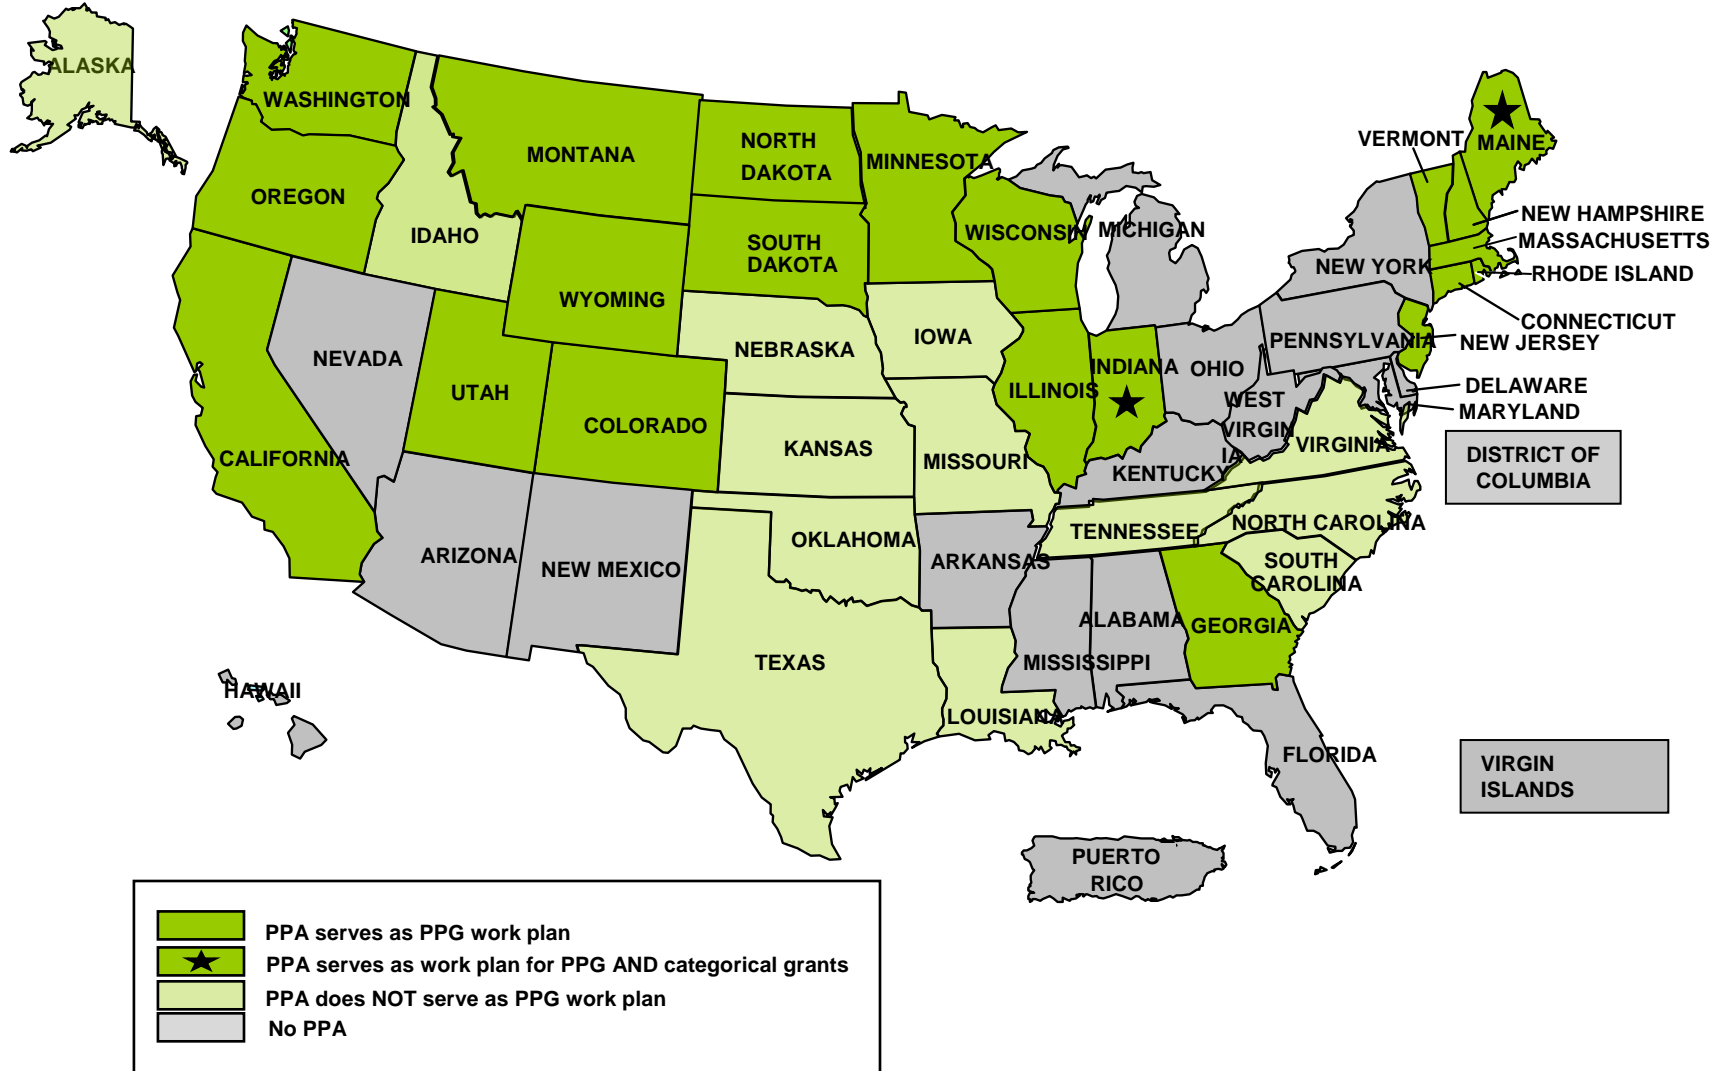 ALASKA
WASHINGTON
MONTANA
NORTH
DAKOTA
MINNESOTA
VERMONT
MAINE
OREGON
IDAHO
SOUTH
DAKOTA
WISCONSIN
MICHIGAN
NEW HAMPSHIRE
MASSACHUSETTS
NEW YORK
RHODE ISLAND
WYOMING
CONNECTICUT
NEVADA
NEBRASKA
IOWA
PENNSYLVANIA
NEW JERSEY
UTAH
COLORADO
ILLINOIS
INDIANA
OHIO
DELAWARE
MARYLAND
WEST
VIRGIN
IA
CALIFORNIA
KANSAS
MISSOURI
KENTUCKY
VIRGINIA
DISTRICT OF
COLUMBIA
ARIZONA
NEW MEXICO
OKLAHOMA
ARKANSAS
TENNESSEE
NORTH CAROLINA
SOUTH
CAROLINA
TEXAS
MISSISSIPPI
ALABAMA
GEORGIA
HAWAII
LOUISIANA
FLORIDA
VIRGIN
ISLANDS
PUERTO
RICO
PPA serves as PPG work plan
PPA serves as work plan for PPG AND categorical grants
PPA does NOT serve as PPG work plan
No PPA